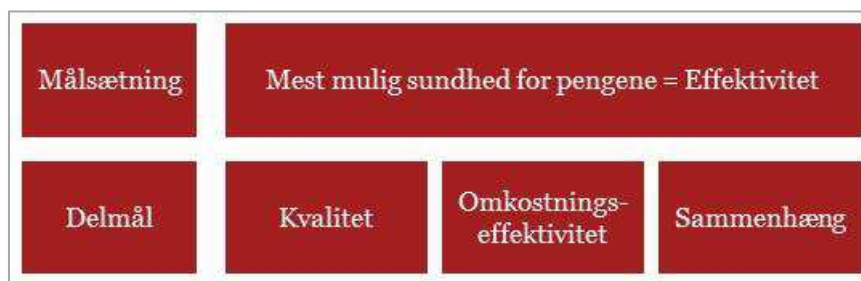 Målsætning
Mest mulig sundhed for pengene = Effektivitet
Delmål
Kvalitet
Omkostnings-
effektivitet
Sammenhæng